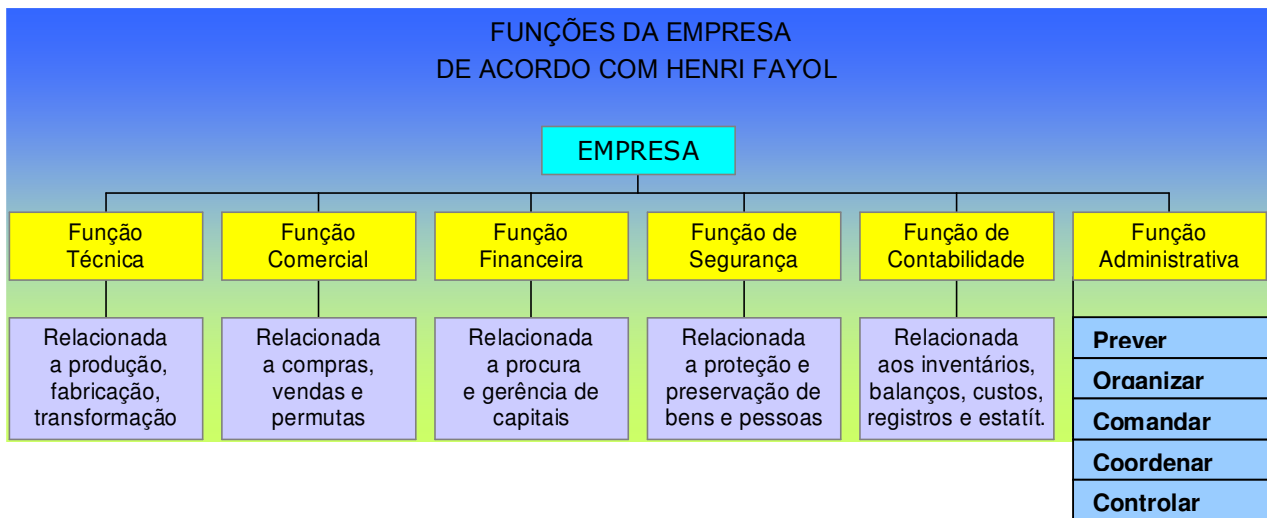 FUNÇÕES DA EMPRESA
DE ACORDO COM HENRI FAYOL
EMPRESA
Função
Técnica
Função
Comercial
Função
Financeira
Função de
Segurança
Função de
Contabilidade
Função
Administrativa
Relacionada
a produção,
fabricação,
transformação
Relacionada
a compras,
vendas e
permutas
Relacionada
a procura
e gerência de
capitais
Relacionada
a proteção e
preservação de
bens e pessoas
Relacionada
aos inventários,
balanços, custos,
registros e estatít.
Prever
Organizar
Comandar
Coordenar
Controlar